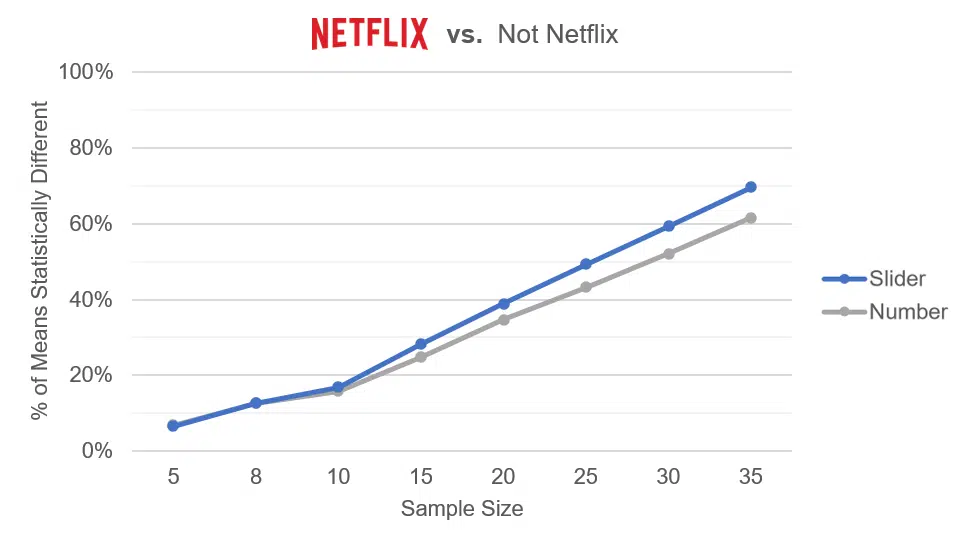 NETFLIX vs. Not Netflix
100%
80%
60%
40%
20%
0%
% of Means Statistically Different
5 8 10 15 20 25 30 35
Sample Size
Slider
Number